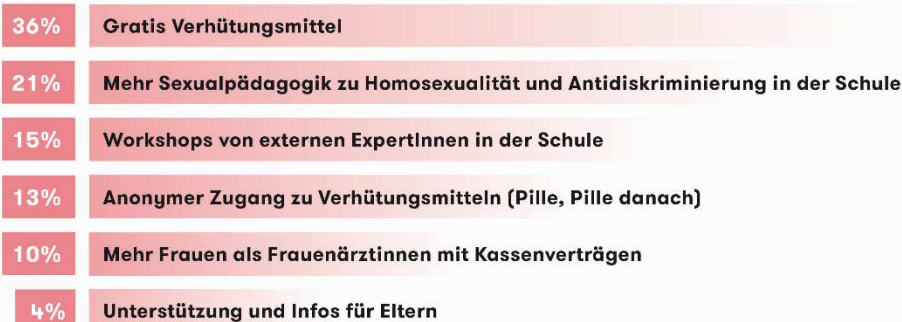 36% Gratis Verhütungsmittel
21% Mehr Sexualpädagogik zu Homosexualität und Antidiskriminierung in der Schule
15% Workshops von externen ExpertInnen in der Schule
13% Anonymer Zugang zu Verhütungsmitteln (Pille, Pille danach)
10% Mehr Frauen als Frauenärztinnen mit Kassenverträgen
4% Unterstützung und Infos für Eltern